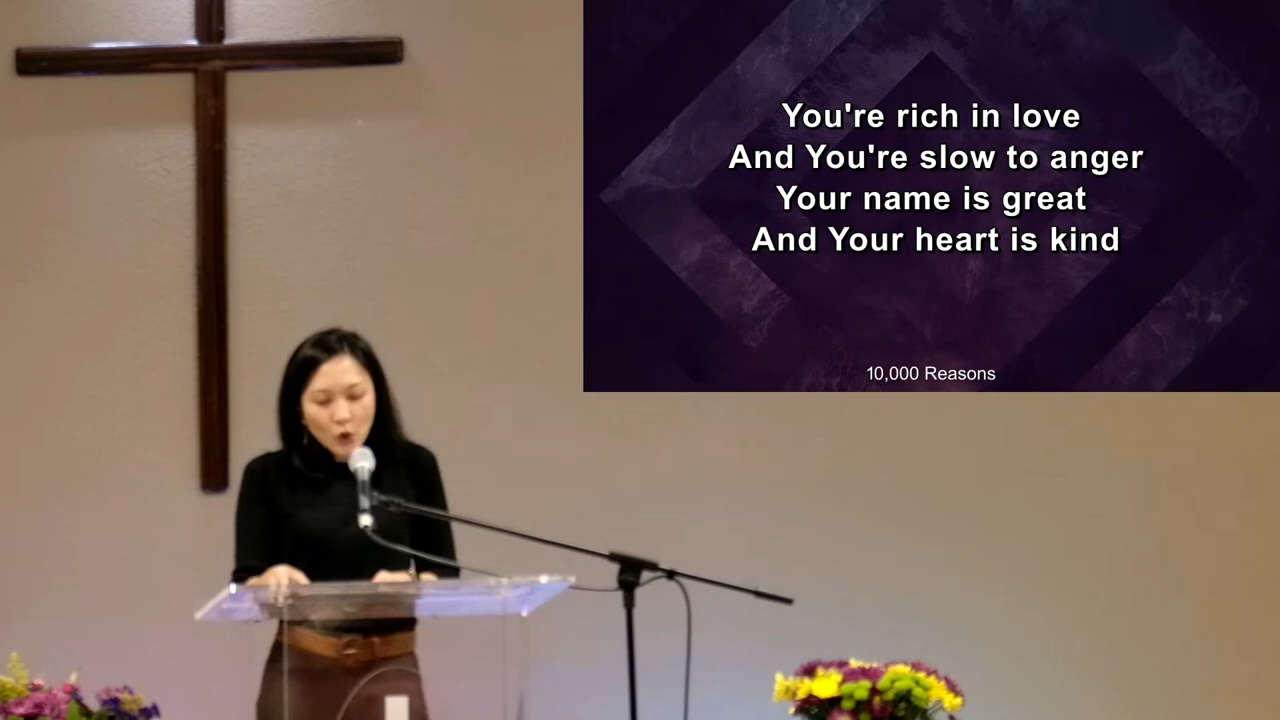 You're rich in love
And You're slow to anger
Your name is great
And Your heart is kind
10,000 Reasons